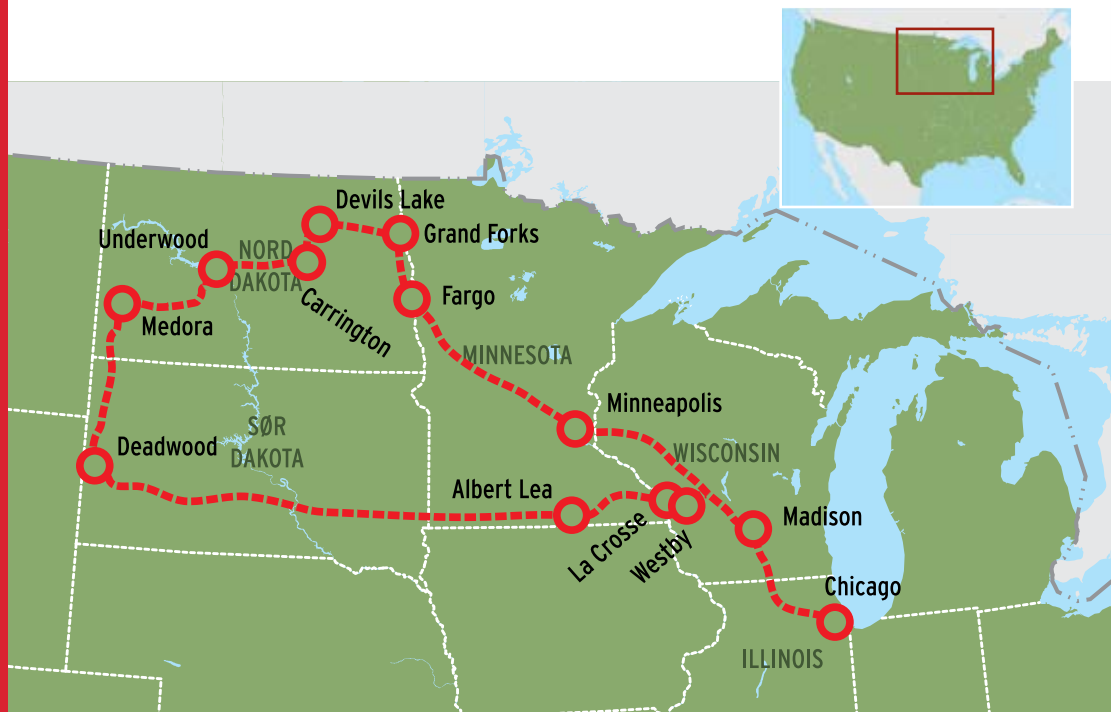 Devils Lake
Grand Forks
Underwood
NORD
DAKOTA
Carrington
Fargo
Medora
MINNESOTA
Minneapolis
SØR
DAKOTA
Deadwood
WISCONSIN
Albert Lea
La Crosse
Westby
Madison
Chicago
ILLINOIS